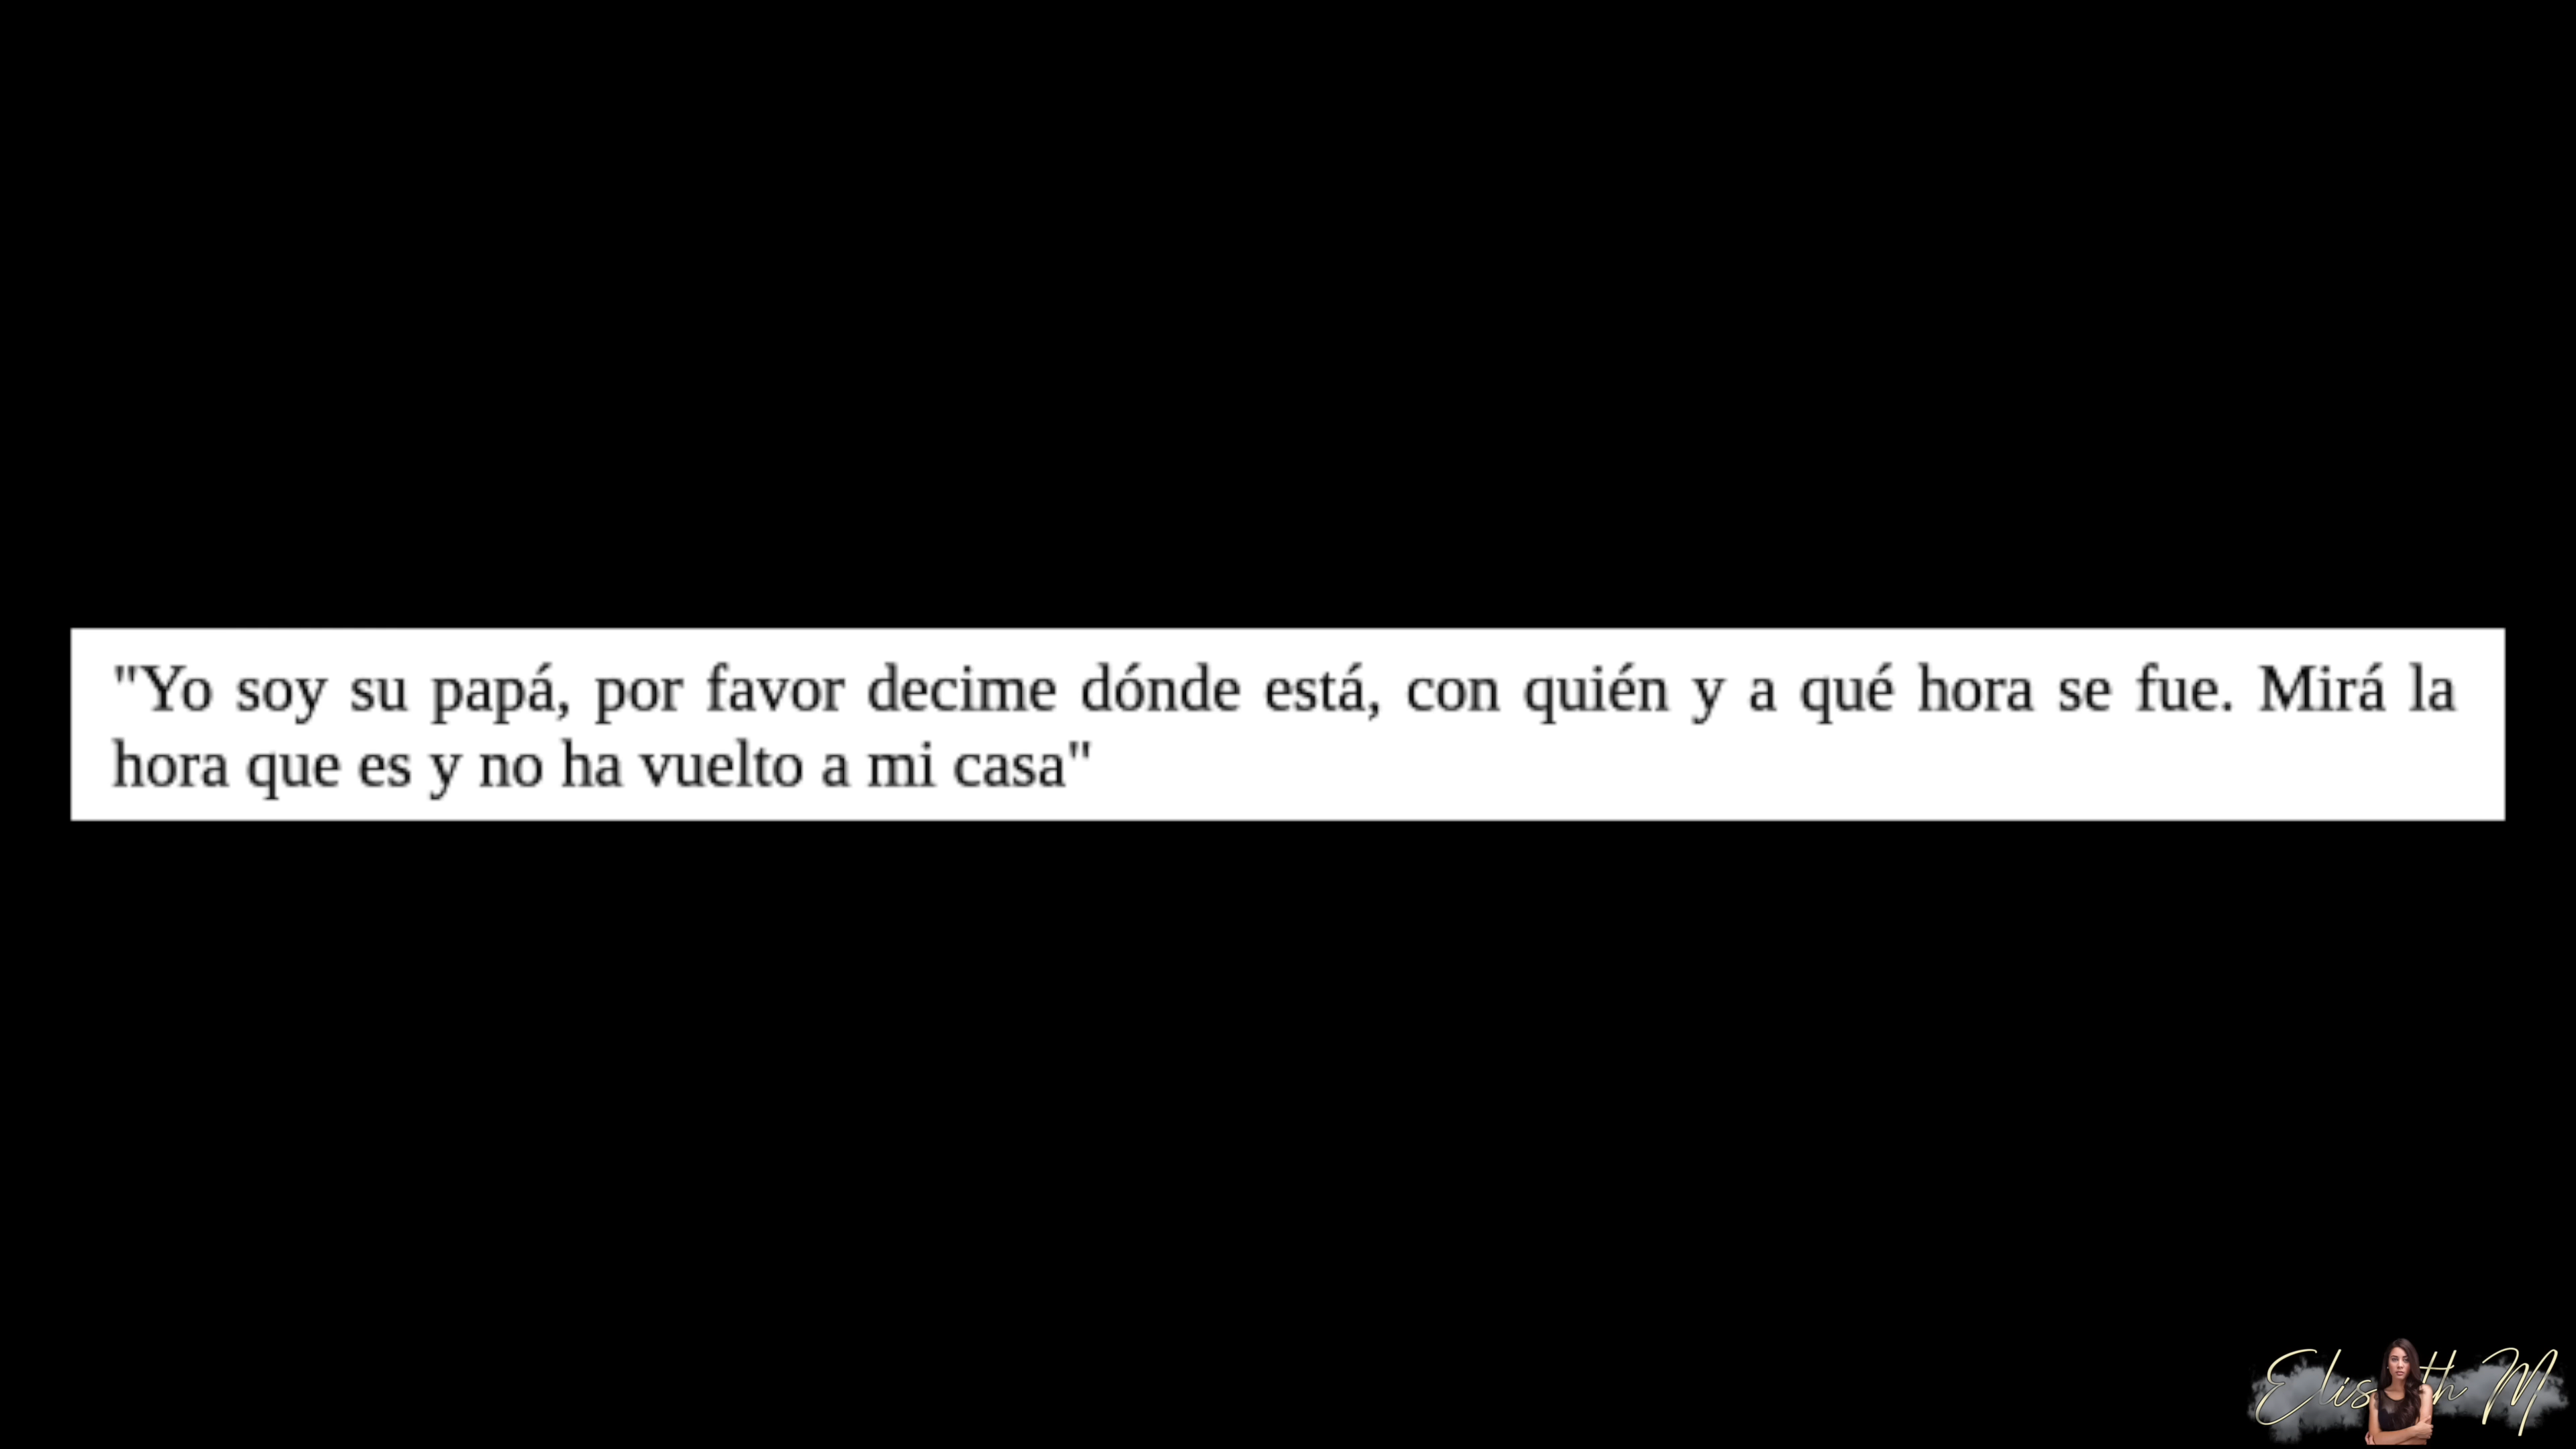 "Yo soy su papá, por favor decime dónde está, con quién y a qué hora se fue. Mirá la
hora que es y no ha vuelto a mi casa"
M